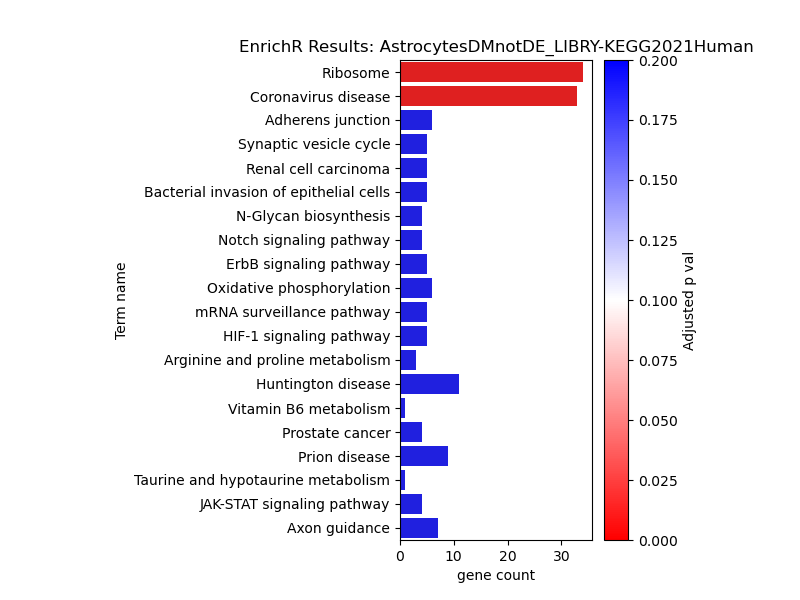 EnrichR Results: AstrocytesDMnotDE_LIBRY-KEGG2021Human
Term name
Ribosome
Coronavirus disease
Adherens junction
Synaptic vesicle cycle
Renal cell carcinoma
Bacterial invasion of epithelial cells
N-Glycan biosynthesis
Notch signaling pathway
ErbB signaling pathway
Oxidative phosphorylation
mRNA surveillance pathway
HIF-1 signaling pathway
Arginine and proline metabolism
Huntington disease
Vitamin B6 metabolism
Prostate cancer
Prion disease
Taurine and hypotaurine metabolism
JAK-STAT signaling pathway
Axon guidance
0 10 20 30
gene count
0.200
0.175
0.150
0.125
0.100
0.075
0.050
0.025
0.000
Adjusted p val